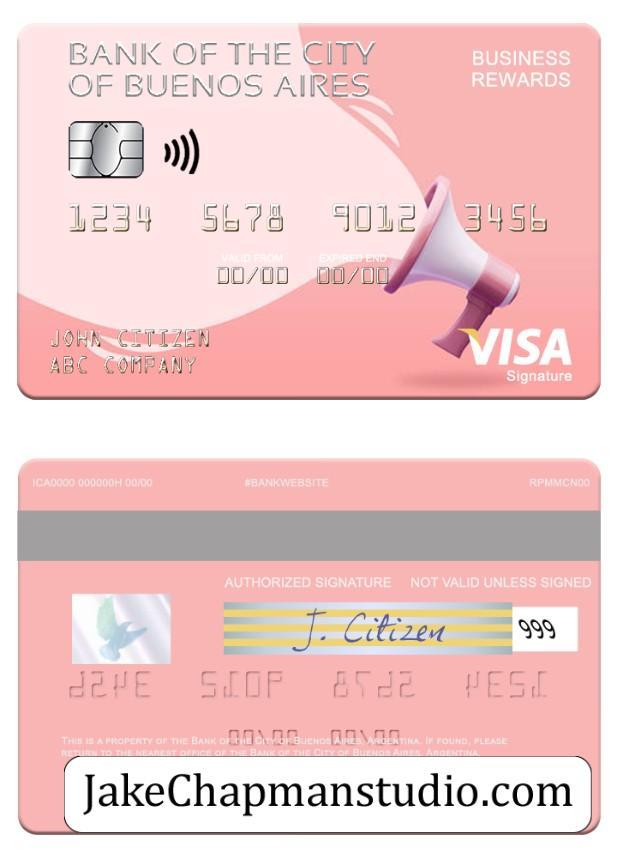 BANK OF THE CITY
OF BUENOS AIRES
BUSINESS
REWARDS
1234 5678 9012 3456
VALID FROM EXPIRED END
00/00 00/00
JOHN CITIZEN
ABC COMPANY
VISA
Signature
ICA0000 000000H 00/00 #BANKWEBSITE RPMMCN00
AUTHORIZED SIGNATURE NOT VALID UNLESS SIGNED
J. Citizen 999
THIS IS A PROPERTY OF THE BANK OF THE CITY OF BUENOS AIRES, ARGENTINA. IF FOUND, PLEASE
RETURN TO THE NEAREST OFFICE OF THE BANK OF THE CITY OF BUENOS AIRES, ARGENTINA.
JakeChapmanstudio.com